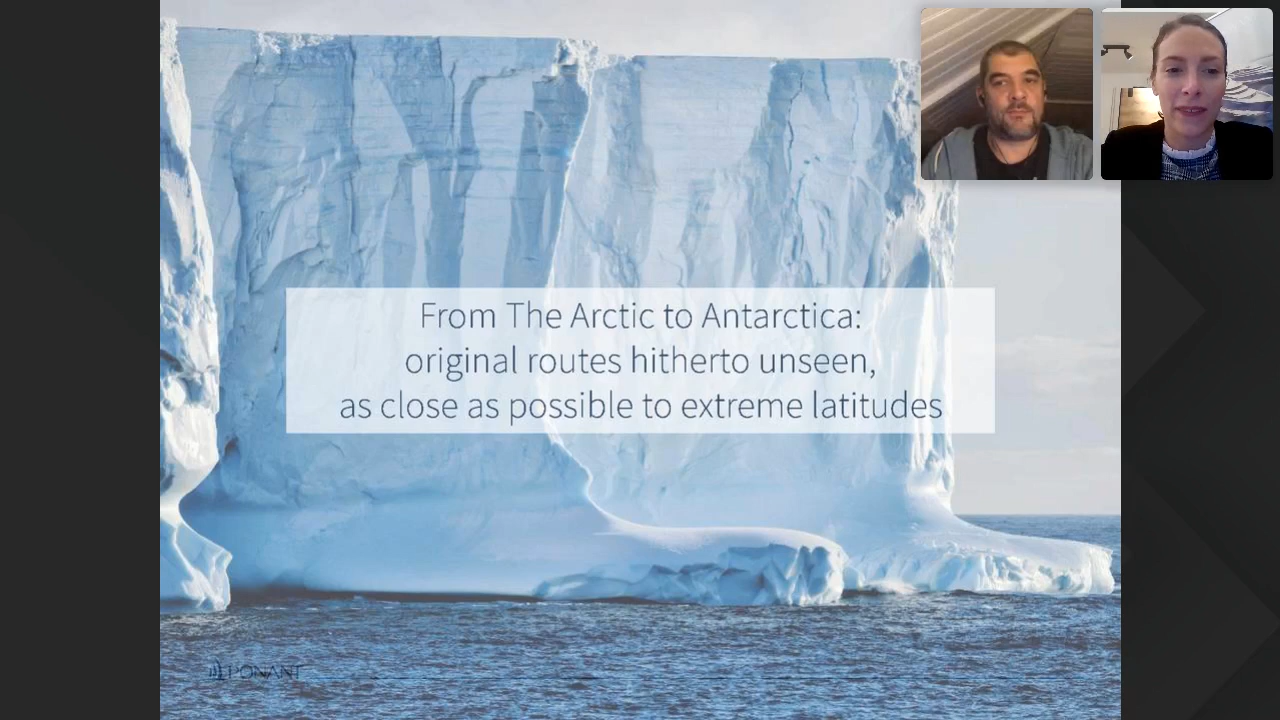 From The Arctic to Antarctica:
original routes hitherto unseen,
as close as possible to extreme latitudes
PONANT